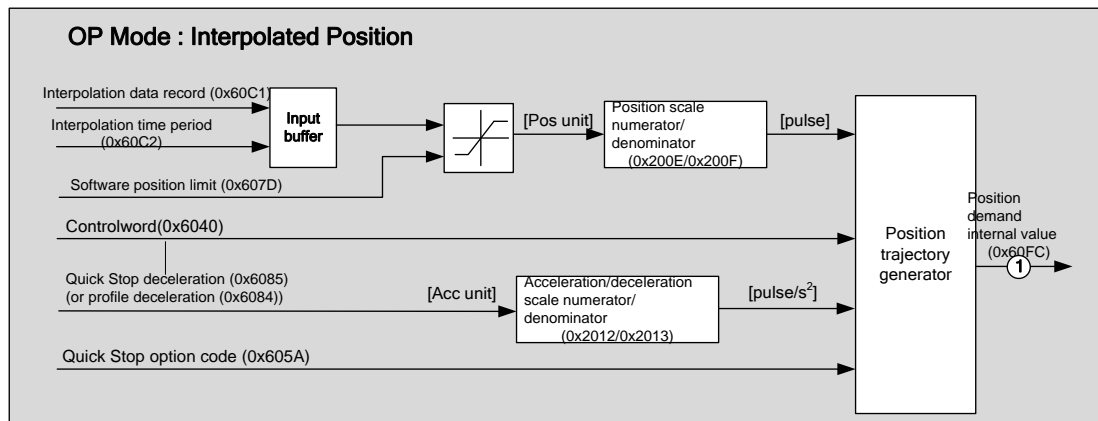 OP Mode : Interpolated Position
Interpolation data record (0x60C1)
Interpolation time period
(0x60C2)
Input
buffer
[Pos unit]
Position scale
numerator/
denominator
(0x200E/0x200F)
[pulse]
Software position limit (0x607D)
Controlword(0x6040)
Quick Stop deceleration (0x6085)
(or profile deceleration (0x6084))
[Acc unit]
Acceleration/deceleration
scale numerator/
denominator
(0x2012/0x2013)
[pulse/s²]
Quick Stop option code (0x605A)
Position
trajectory
generator
Position
demand
internal value
(0x60FC)
1